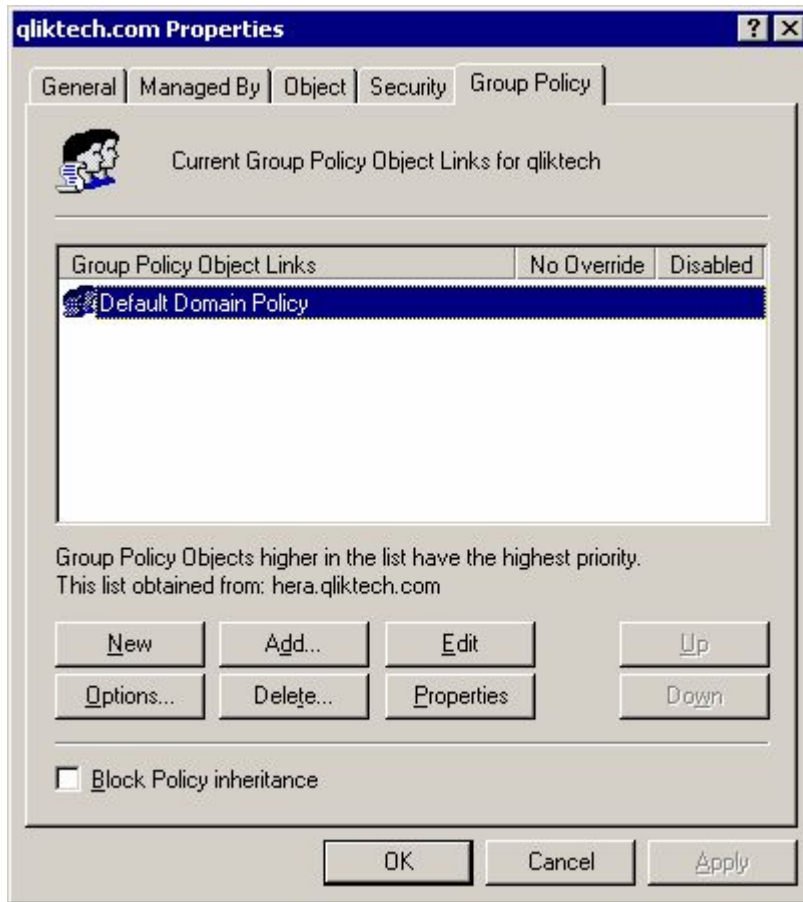 qliktech.com Properties
General Managed By Object Security Group Policy
Current Group Policy Object Links for qliktech
Group Policy Object Links No Override Disabled
Default Domain Policy
Group Policy Objects higher in the list have the highest priority.
This list obtained from: hera.qliktech.com
New Add... Edit Up
Options... Delete... Properties Down
Block Policy inheritance
OK Cancel Apply